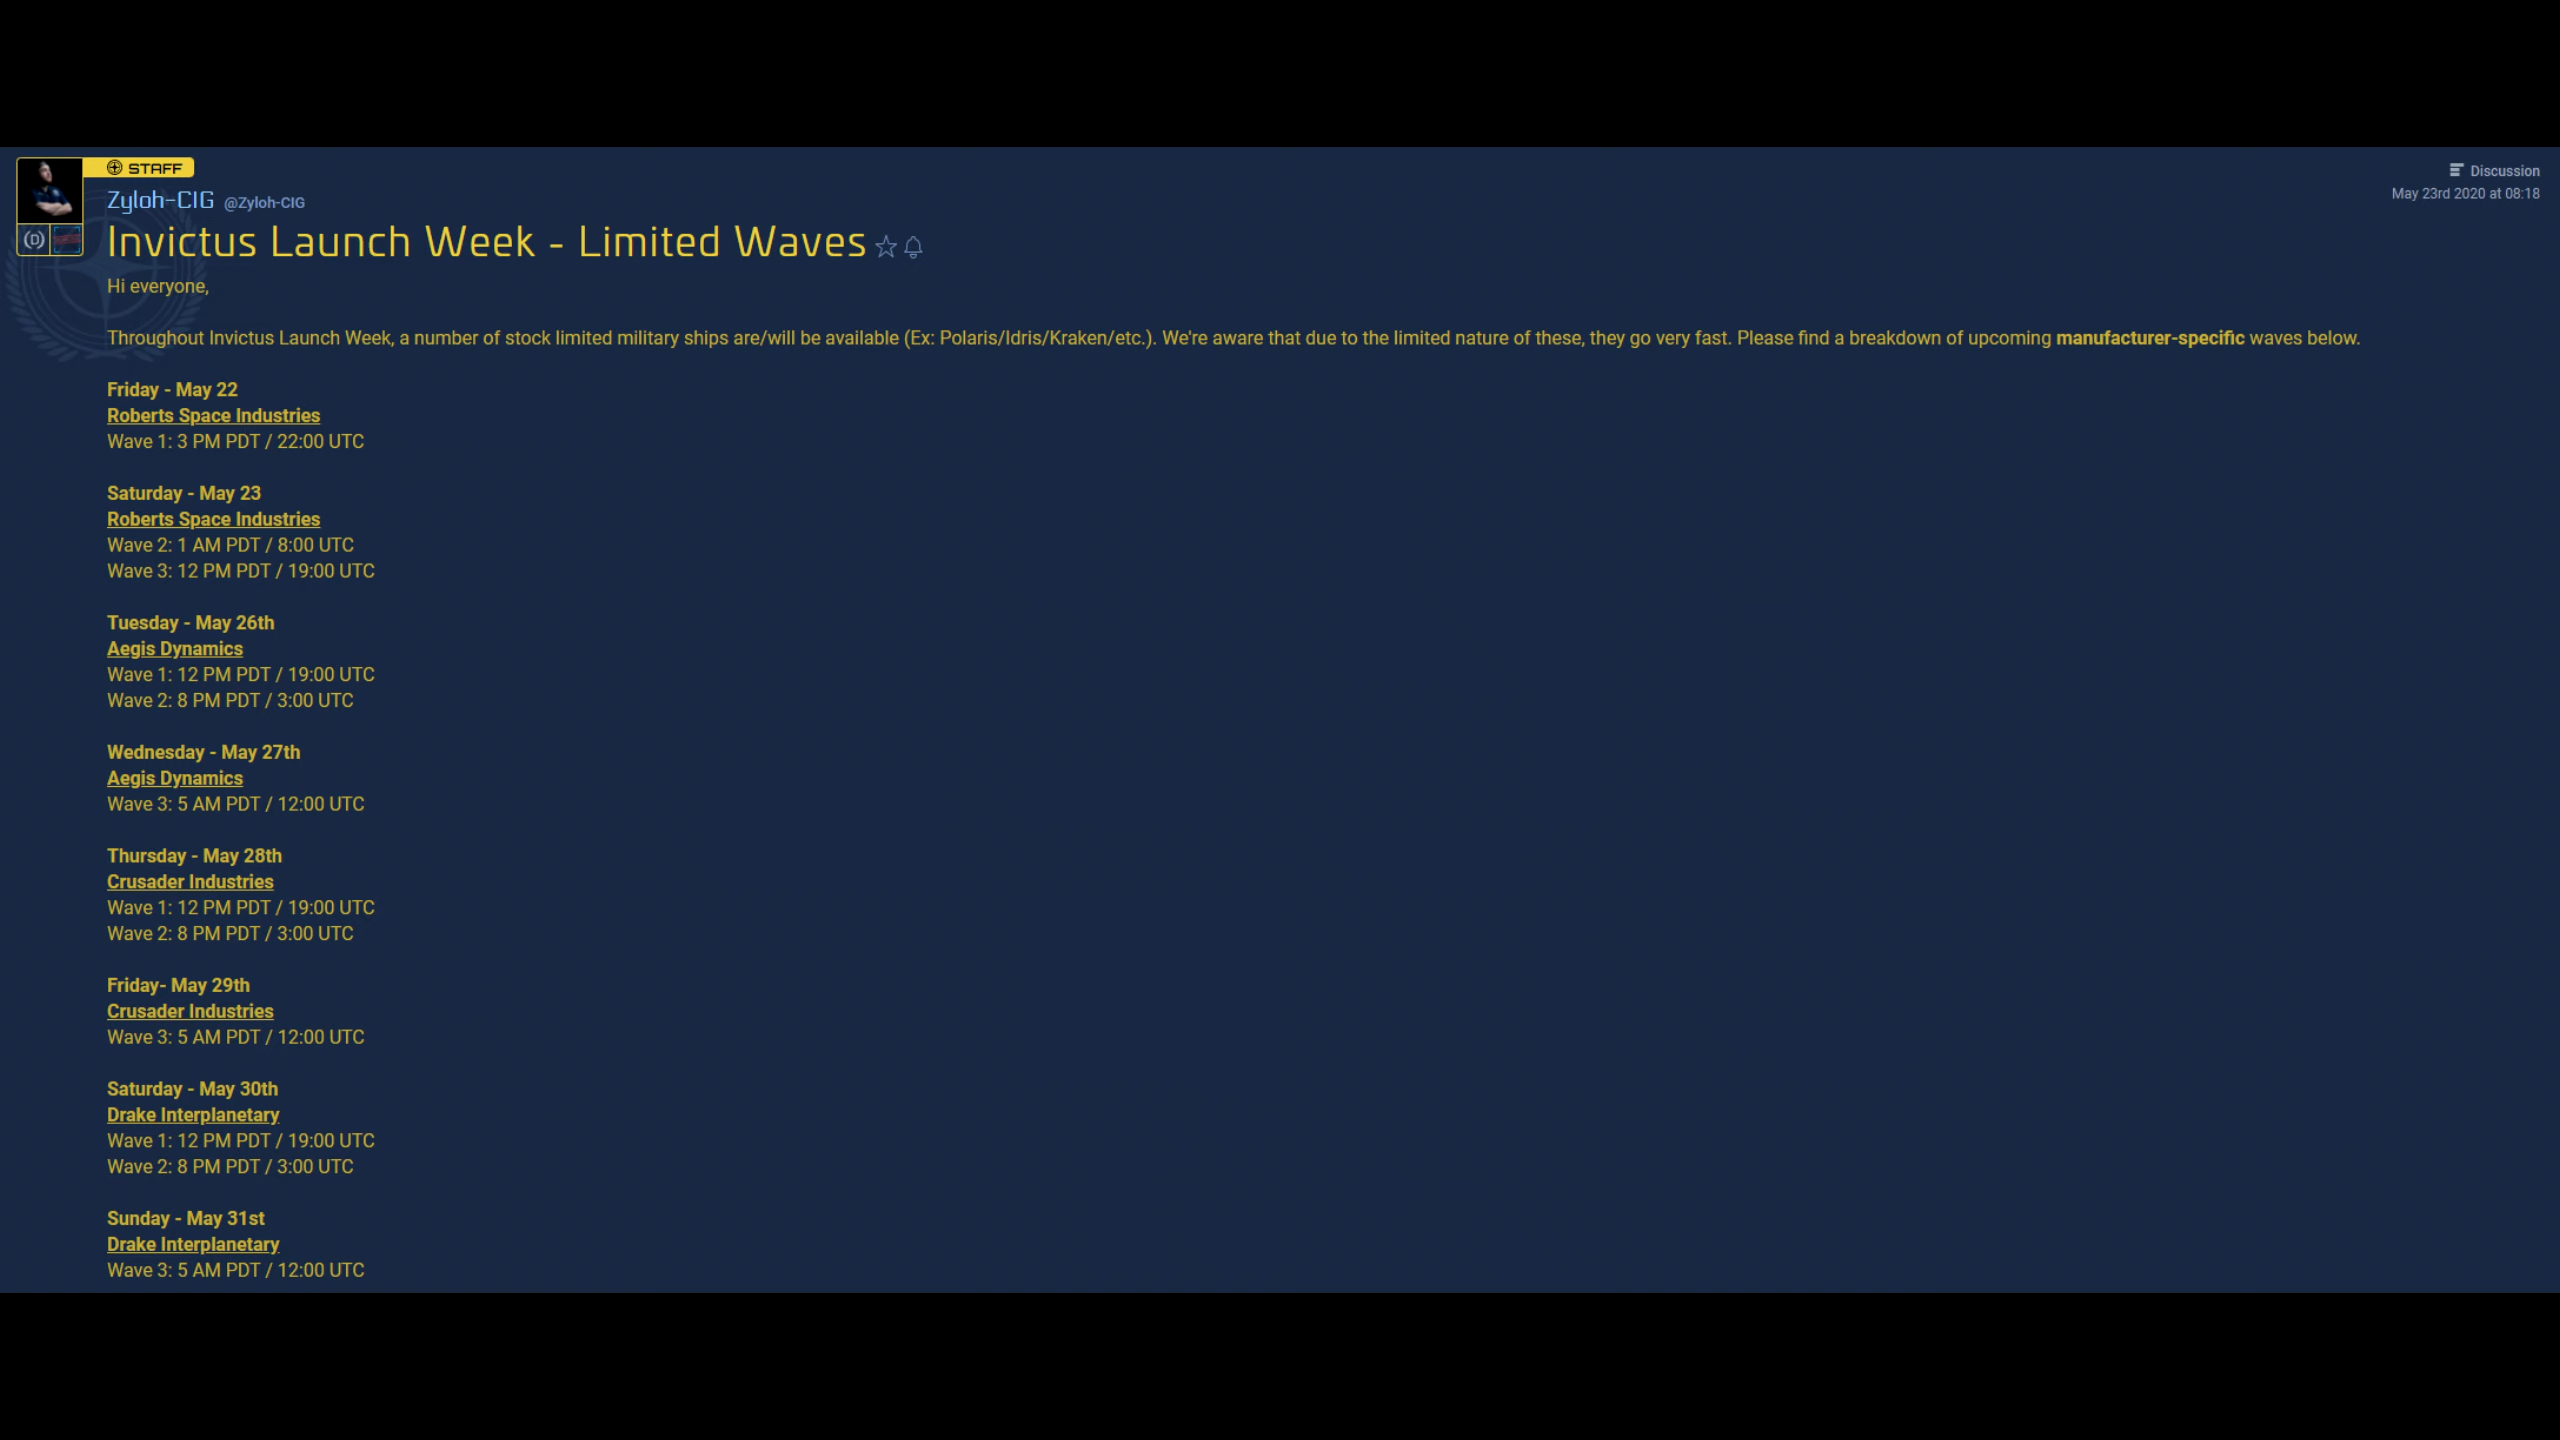 STAFF
Zyloh-CIG @Zyloh-CIG
Discussion
May 23rd 2020 at 08:18
Invictus Launch Week - Limited Waves
Hi everyone,
Throughout Invictus Launch Week, a number of stock limited military ships are/will be available (Ex: Polaris/Idris/Kraken/etc.). We're aware that due to the limited nature of these, they go very fast. Please find a breakdown of upcoming manufacturer-specific waves below.
Friday - May 22
Roberts Space Industries
Wave 1: 3 PM PDT / 22:00 UTC
Saturday - May 23
Roberts Space Industries
Wave 2: 1 AM PDT / 8:00 UTC
Wave 3: 12 PM PDT / 19:00 UTC
Tuesday - May 26th
Aegis Dynamics
Wave 1: 12 PM PDT / 19:00 UTC
Wave 2: 8 PM PDT / 3:00 UTC
Wednesday - May 27th
Aegis Dynamics
Wave 3: 5 AM PDT / 12:00 UTC
Thursday - May 28th
Crusader Industries
Wave 1: 12 PM PDT / 19:00 UTC
Wave 2: 8 PM PDT / 3:00 UTC
Friday- May 29th
Crusader Industries
Wave 3: 5 AM PDT / 12:00 UTC
Saturday - May 30th
Drake Interplanetary
Wave 1: 12 PM PDT / 19:00 UTC
Wave 2: 8 PM PDT / 3:00 UTC
Sunday - May 31st
Drake Interplanetary
Wave 3: 5 AM PDT / 12:00 UTC